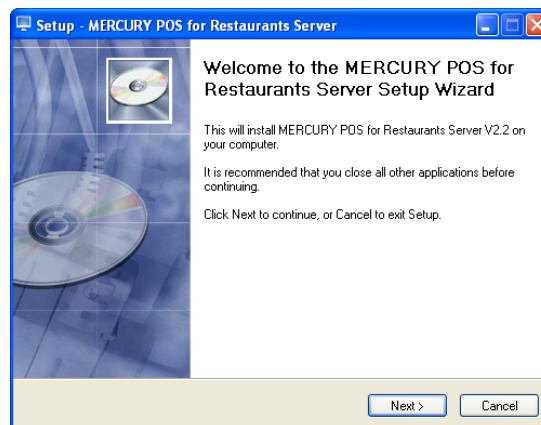 Setup - MERCURY POS for Restaurants Server
Welcome to the MERCURY POS for
Restaurants Server Setup Wizard
This will install MERCURY POS for Restaurants Server V2.2 on
your computer.
It is recommended that you close all other applications before
continuing.
Click Next to continue, or Cancel to exit Setup.
Next >
Cancel